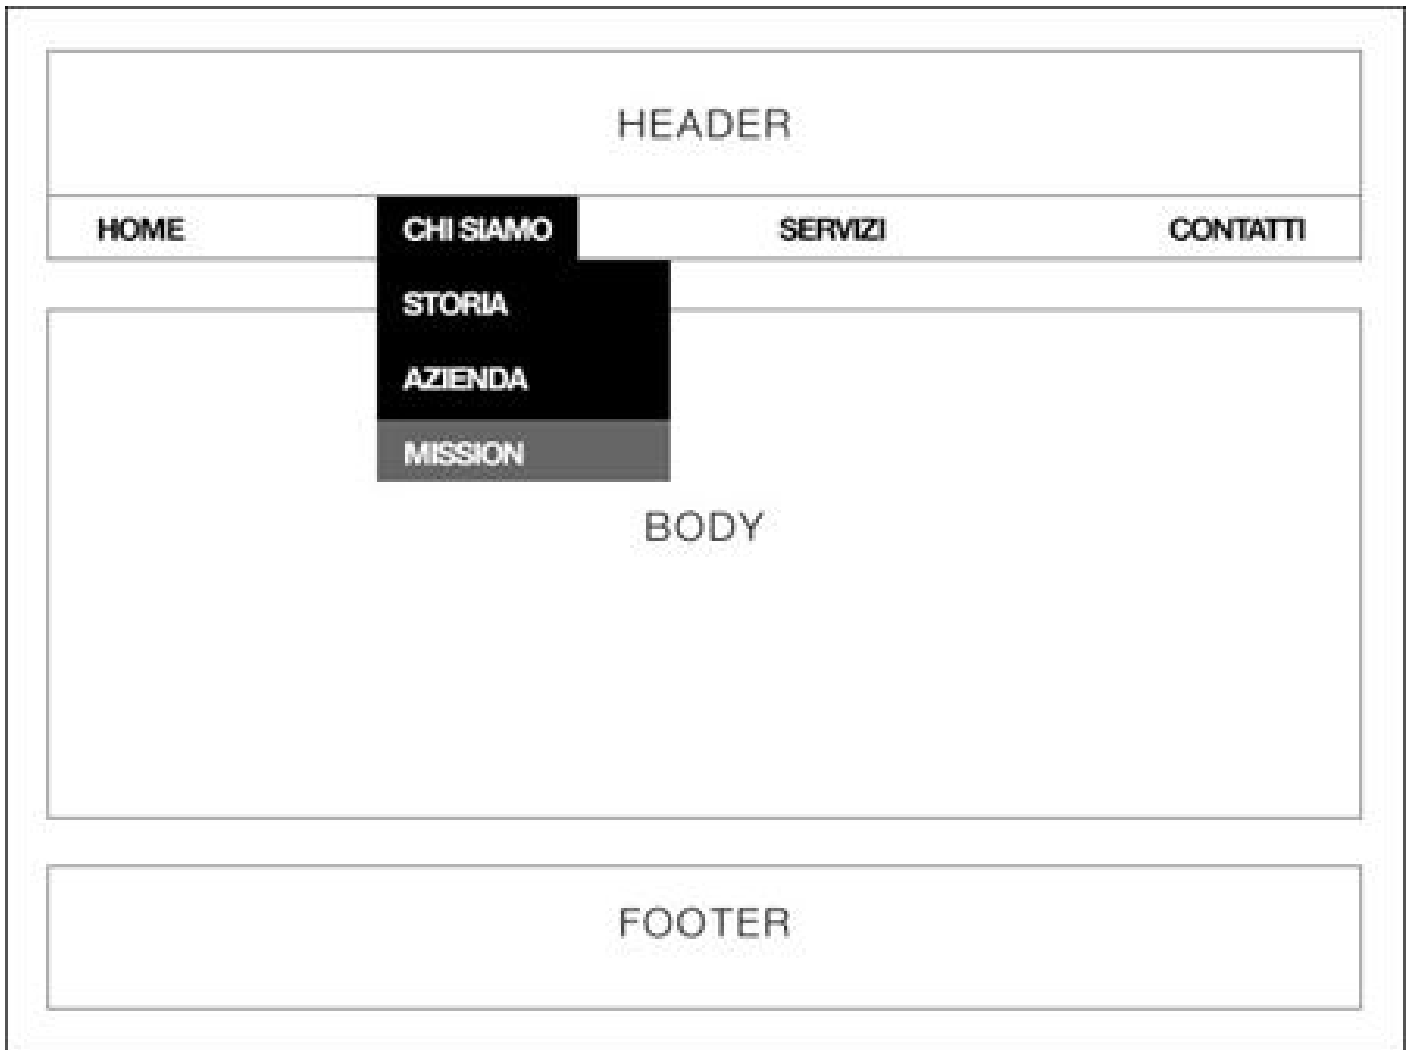 HEADER
HOME CHI SIAMO SERVIZI CONTATTI
STORIA
AZIENDA
MISSION
BODY
FOOTER